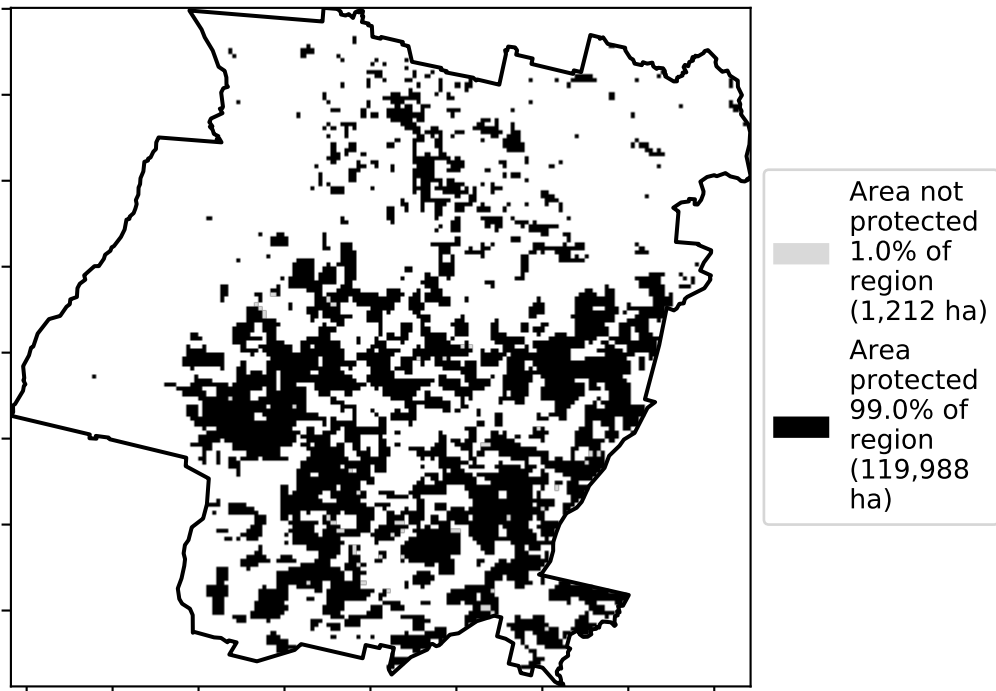 Area not
protected
1.0% of
region
(1,212 ha)
Area
protected
99.0% of
region
(119,988
ha)